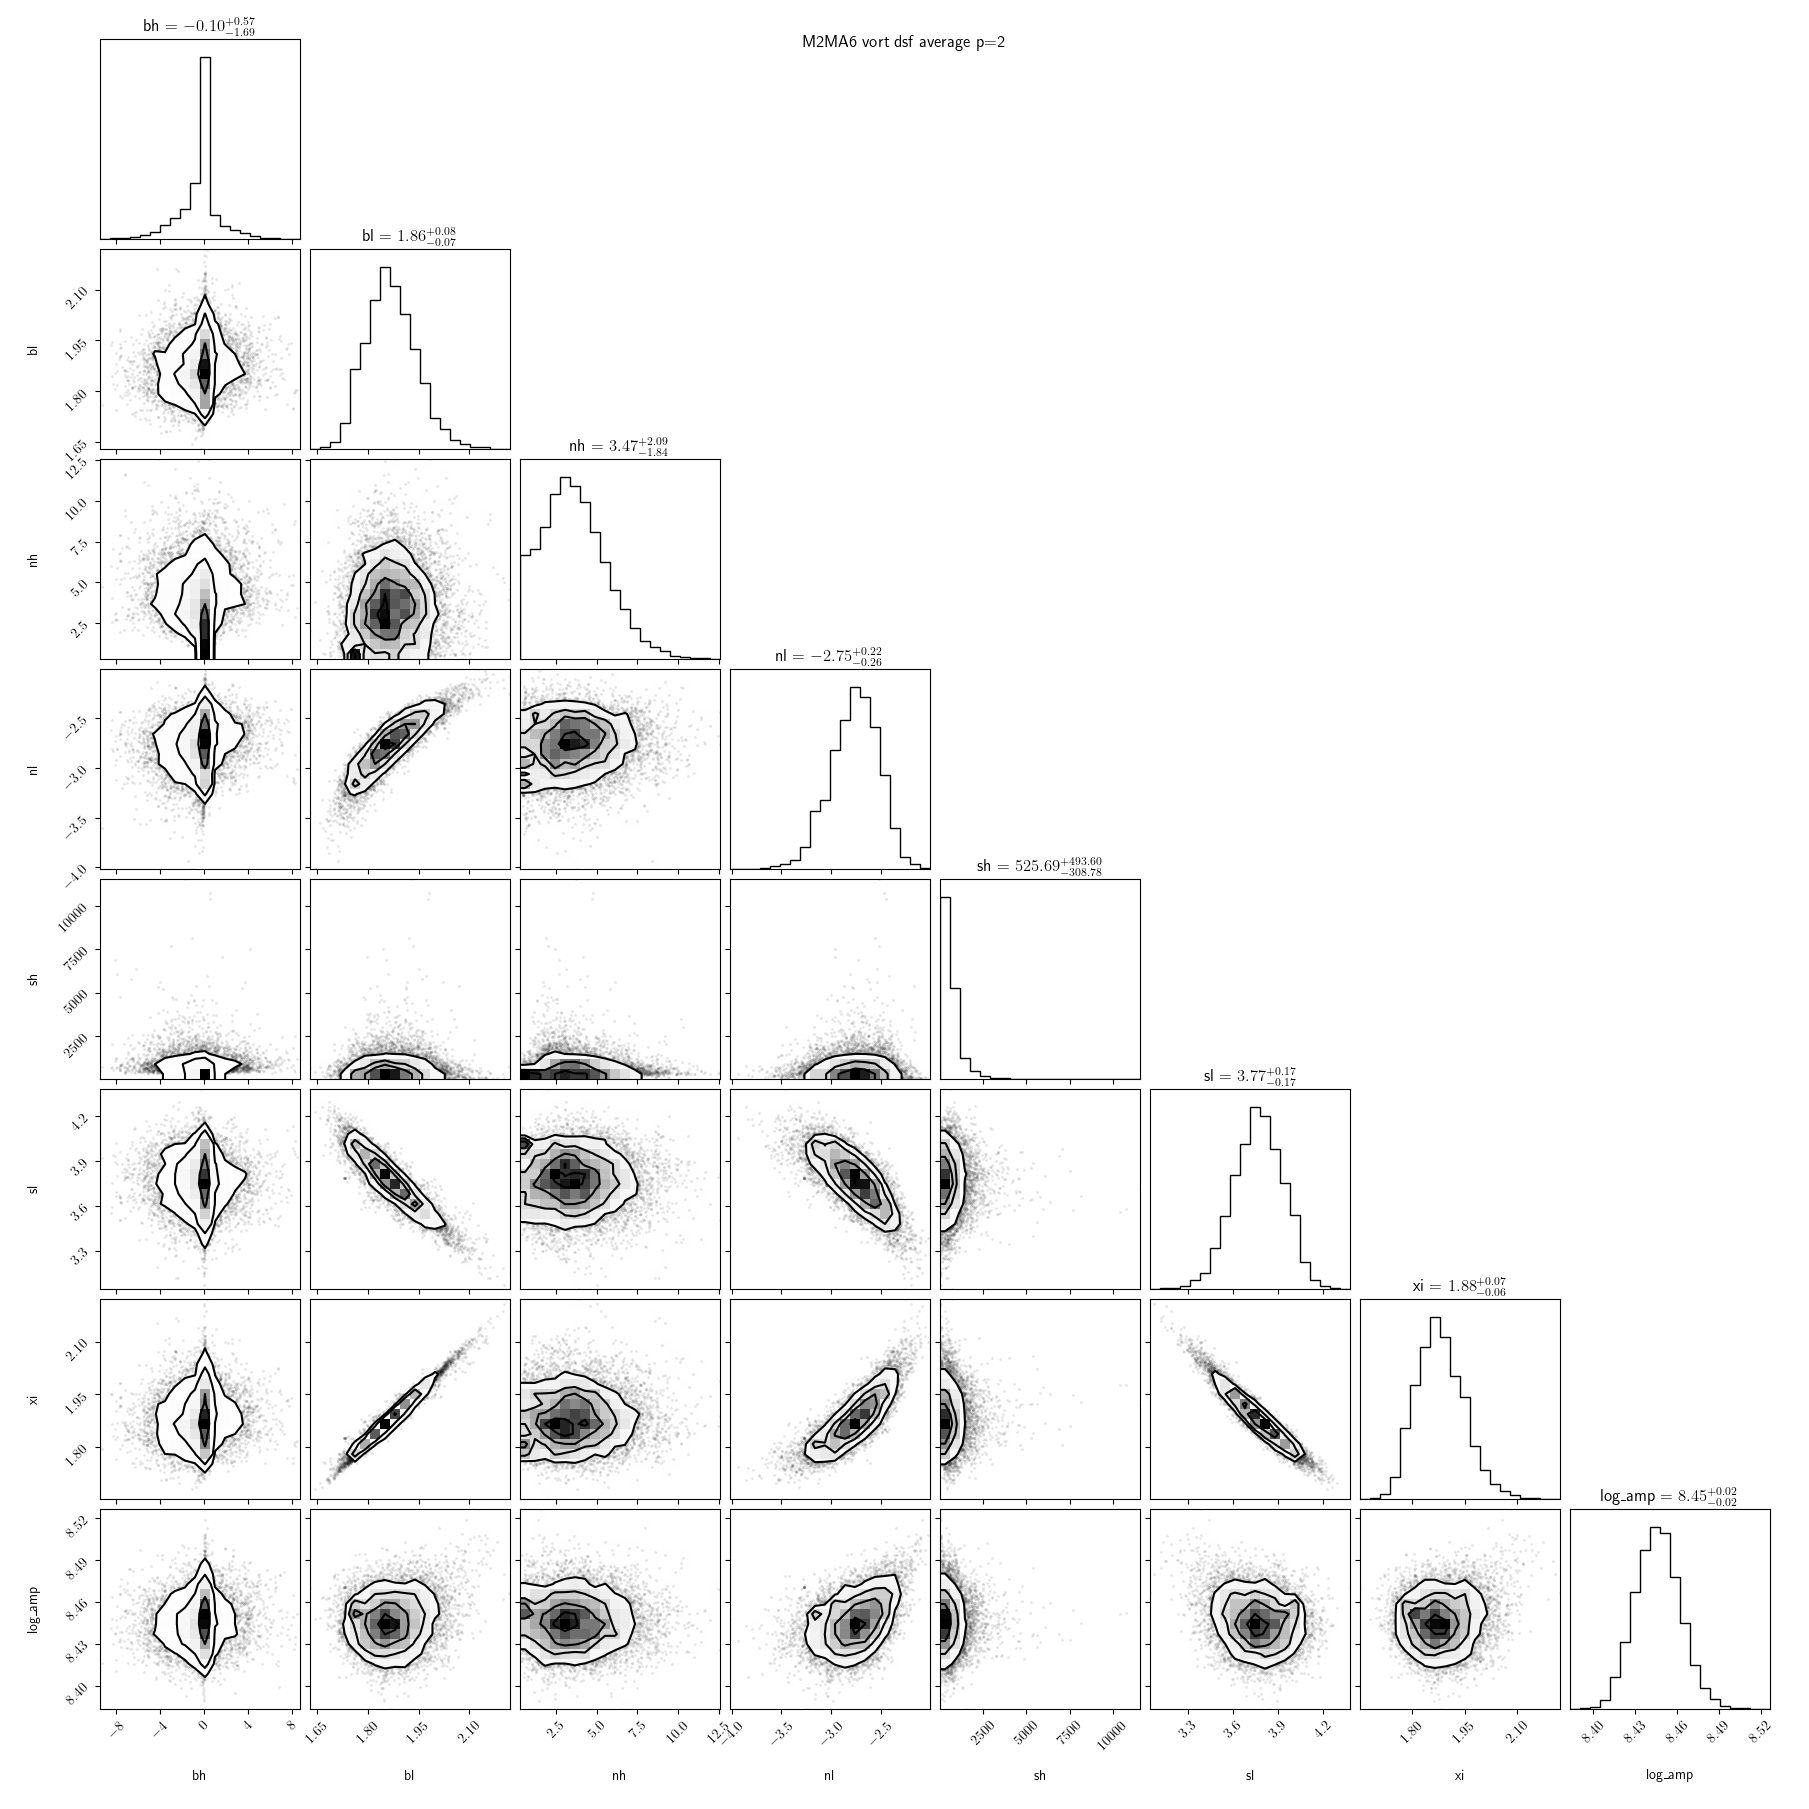 M2MA6 vort dsf average p=2
bh = −0.10 +0.57 −1.69
bl = 1.86 +0.08 −0.07
nh = 3.47 +2.09 −1.84
nl = −2.75 +0.22 −0.26
sh = 525.69 +493.60 −308.78
sl = 3.77 +0.17 −0.17
xi = 1.88 +0.07 −0.06
log_amp = 8.45 +0.02 −0.02
bl
2.10
1.95
1.80
1.65
nh
12.5
10.0
7.5
5.0
2.5
nl
−2.5
−3.0
−3.5
−4.0
sh
10000
7500
5000
2500
sl
4.2
3.9
3.6
3.3
xi
2.10
1.95
1.80
log_amp
8.52
8.49
8.46
8.43
8.40
−8 −4 0 4 8
1.65 1.80 1.95 2.10
2.5 5.0 7.5 10.0 12.5
−4.0 −3.5 −3.0 −2.5
2500 5000 7500 10000
3.3 3.6 3.9 4.2
1.80 1.95 2.10
8.40 8.43 8.46 8.49 8.52
bh bl nh nl sh sl xi log_amp